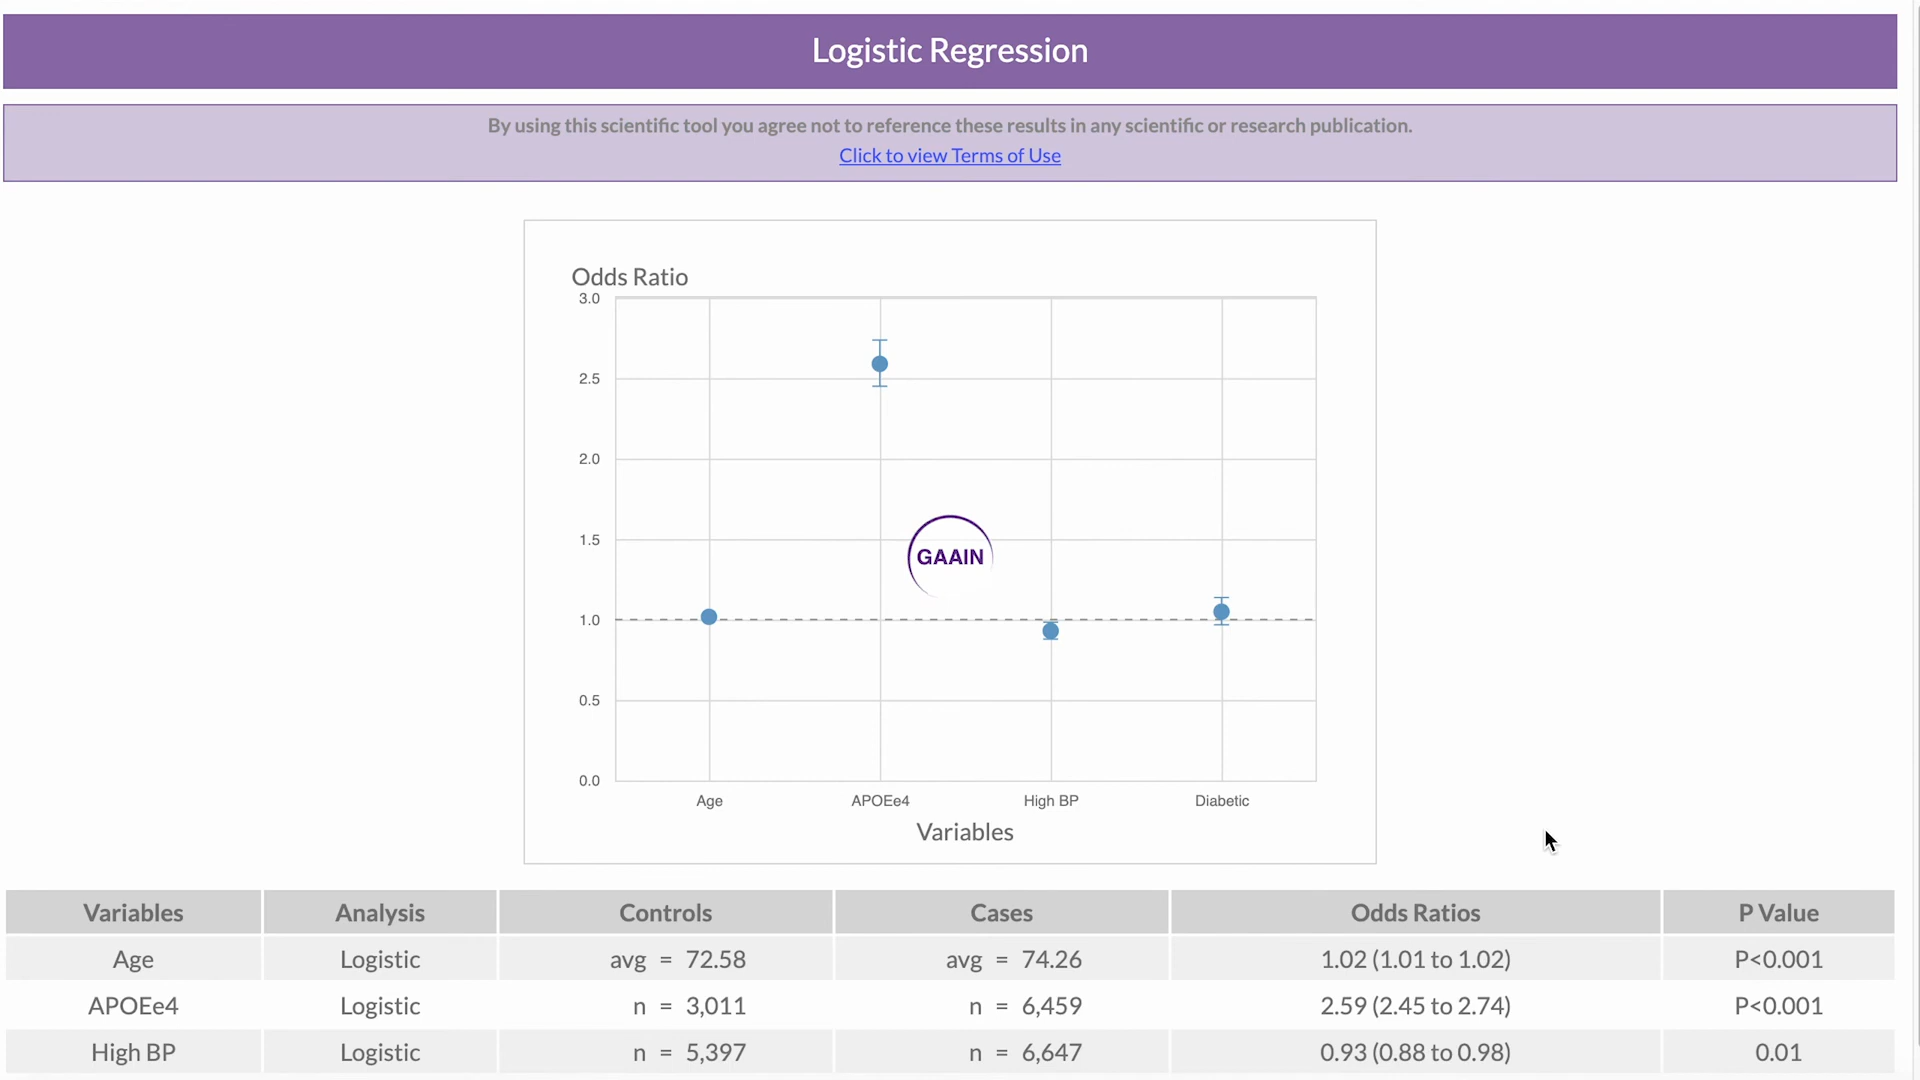 Logistic Regression
By using this scientific tool you agree not to reference these results in any scientific or research publication.
Click to view Terms of Use
Odds Ratio
3.0
2.5
2.0
1.5
GAAIN
1.0
0.5
0.0
Age APOEe4 High BP Diabetic
Variables
Variables Analysis Controls Cases Odds Ratios P Value
Age Logistic avg = 72.58 avg = 74.26 1.02 (1.01 to 1.02) P<0.001
APOEe4 Logistic n = 3,011 n = 6,459 2.59 (2.45 to 2.74) P<0.001
High BP Logistic n = 5,397 n = 6,647 0.93 (0.88 to 0.98) 0.01